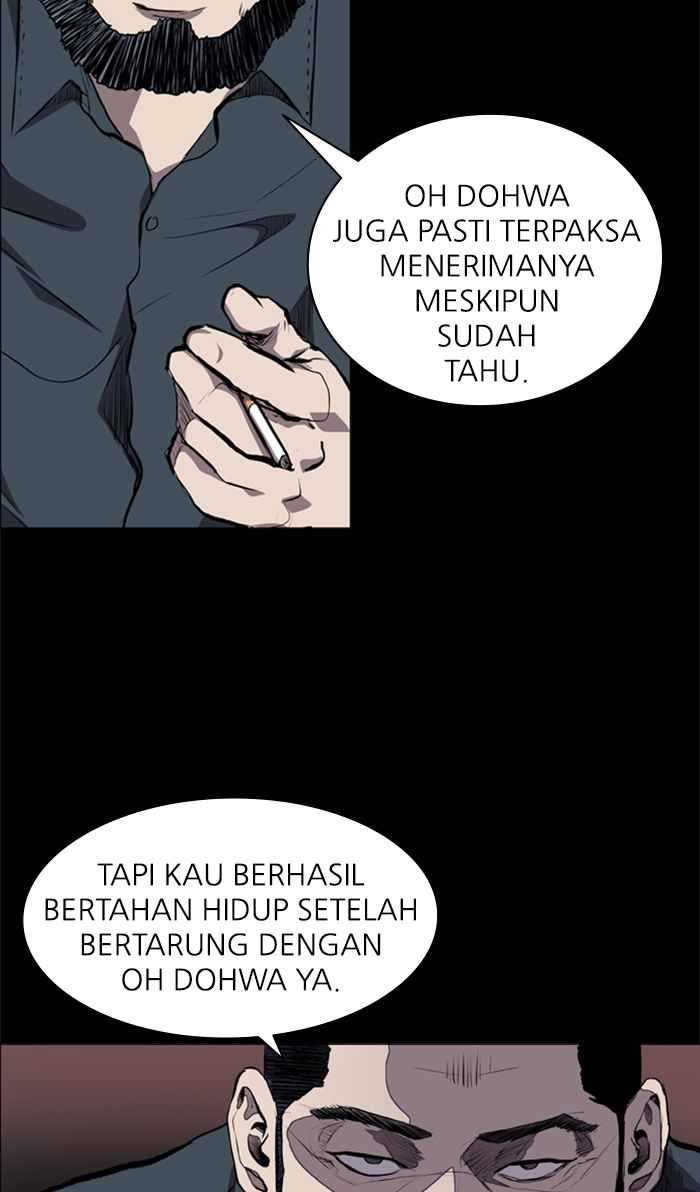 OH DOHWA
JUGA PASTI TERPAKSA
MENERIMANYA
MESKIPUN
SUDAH
TAHU.
TAPI KAU BERHASIL
BERTAHAN HIDUP SETELAH
BERTARUNG DENGAN
OH DOHWA YA.